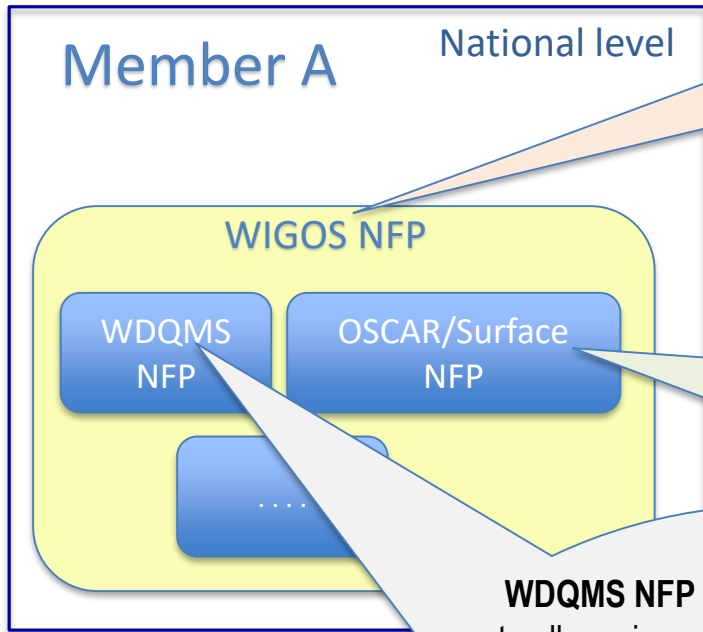 Member A
National level
WIGOS NFP
WDQMS
NFP
OSCAR/Surface
NFP
. . . .
WDQMS NFP